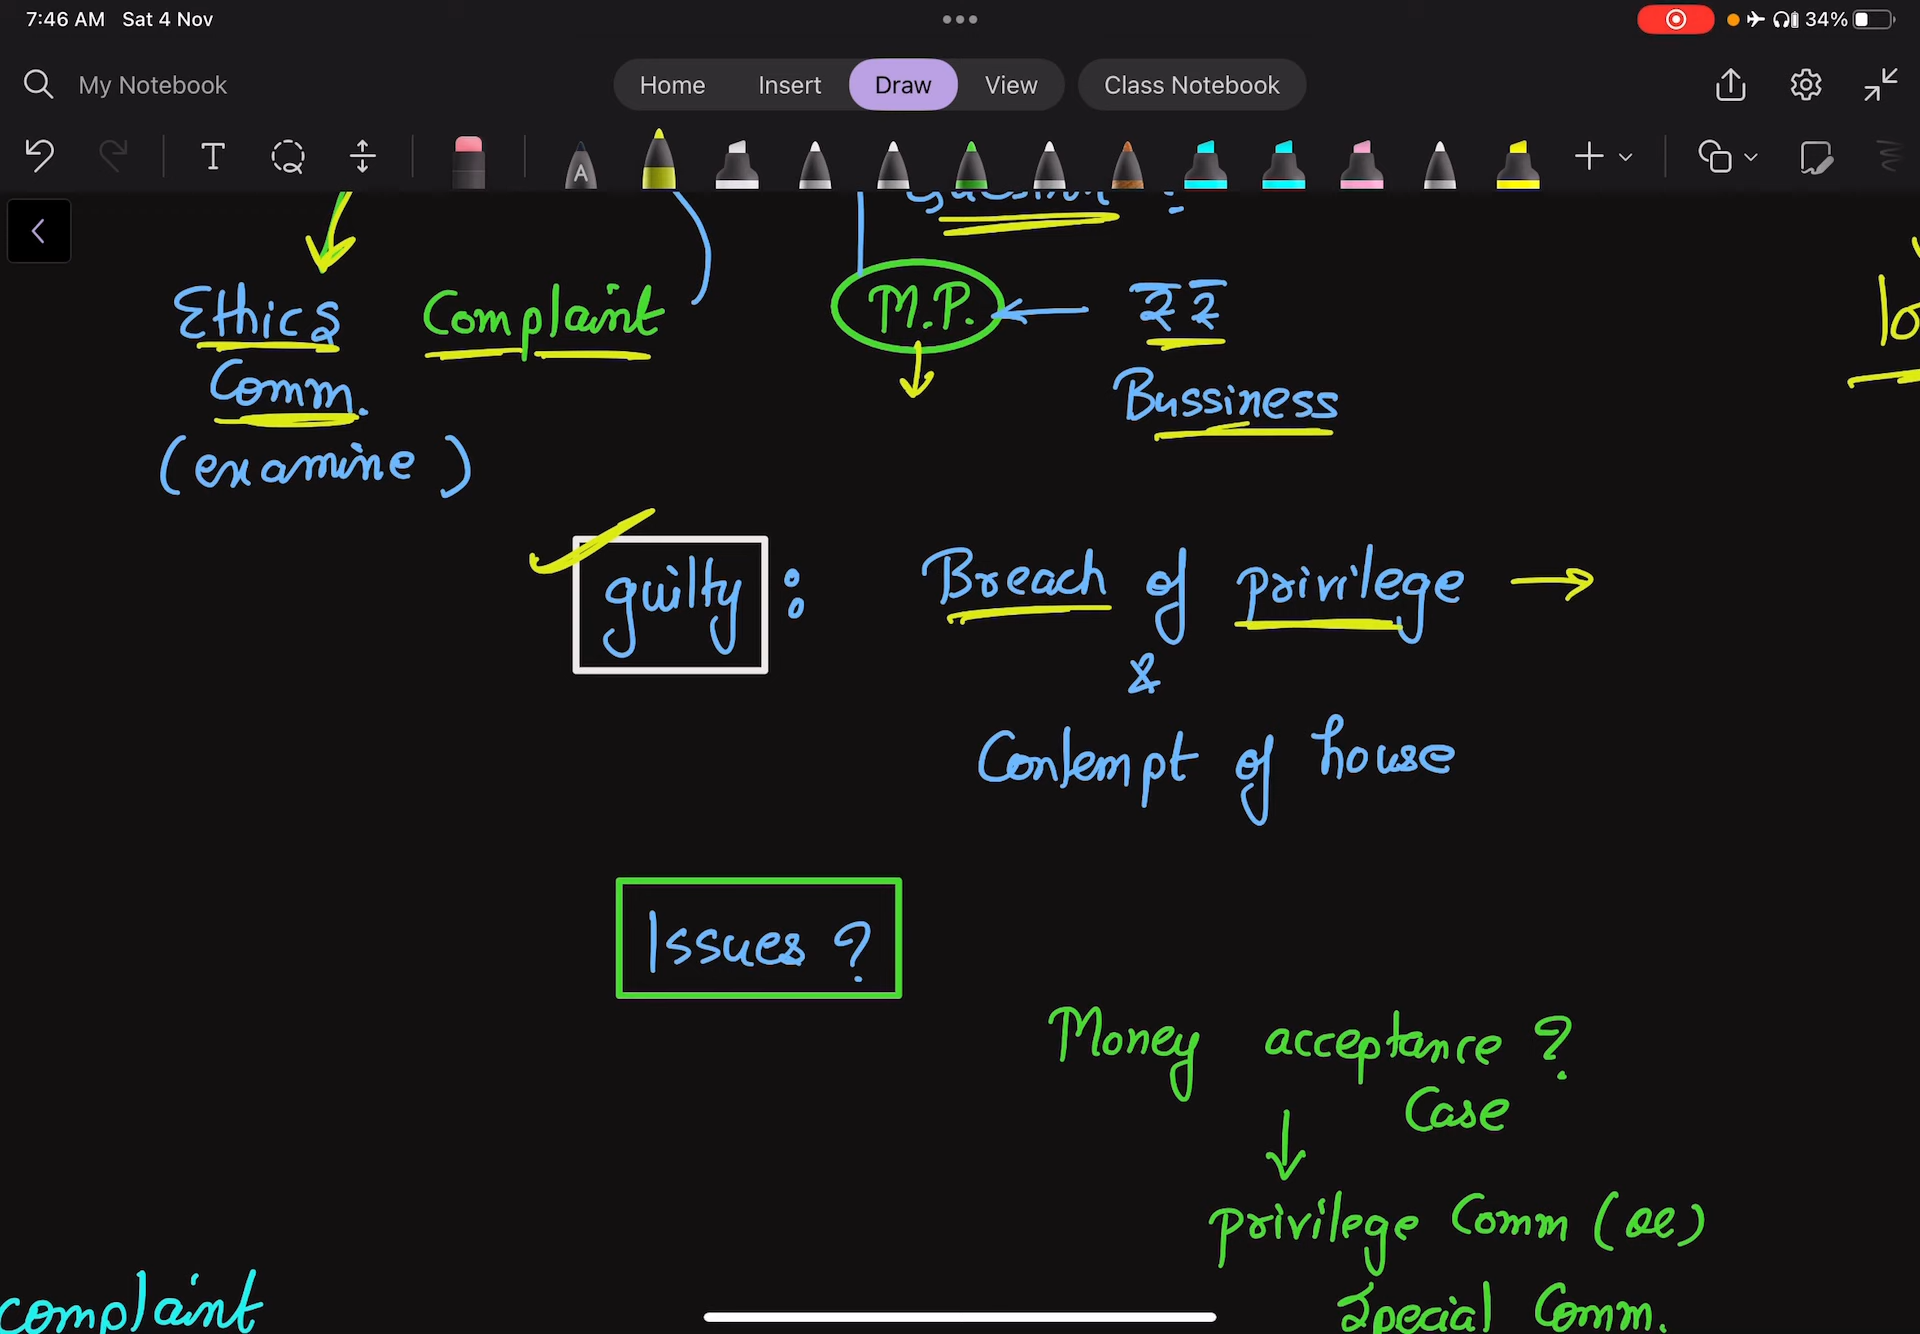 7:46 AM Sat 4 Nov
34%
My Notebook
Home Insert Draw View Class Notebook
T
A
Ethics Complaint M.P. ₹₹
Comm. Bussiness
(examine)
guilty : Breach of privilege →
&
Contempt of house
Issues ?
Money acceptance ?
Case
privilege Comm (or)
complaint Special Comm.